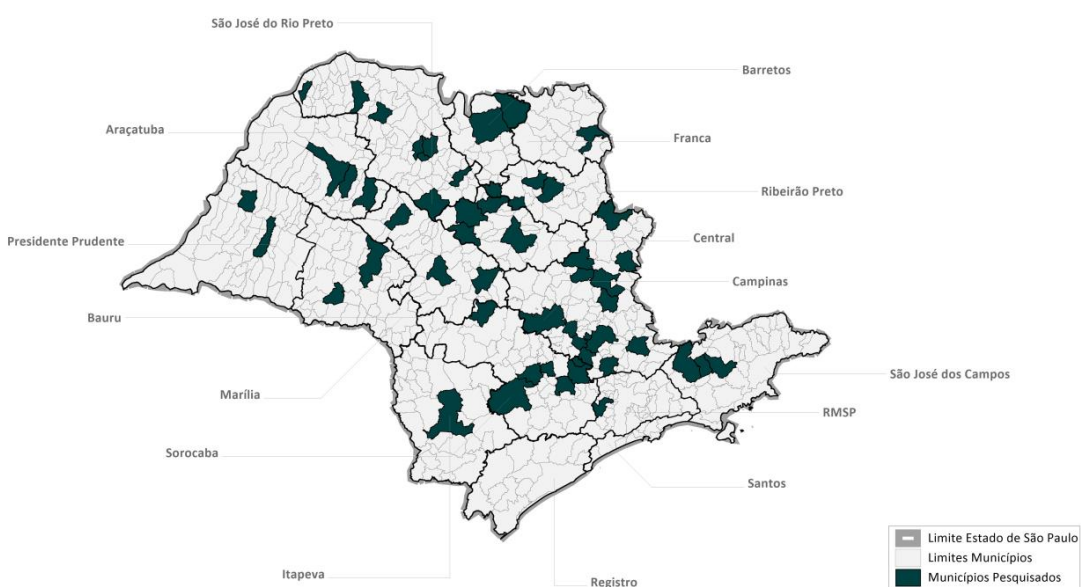 São José do Rio Preto
Barretos
Araçatuba
Franca
Ribeirão Preto
Presidente Prudente
Central
Campinas
Bauru
São José dos Campos
Marília
RMSP
Sorocaba
Santos
Itapeva
Registro
Limite Estado de São Paulo
Limites Municípios
Municípios Pesquisados